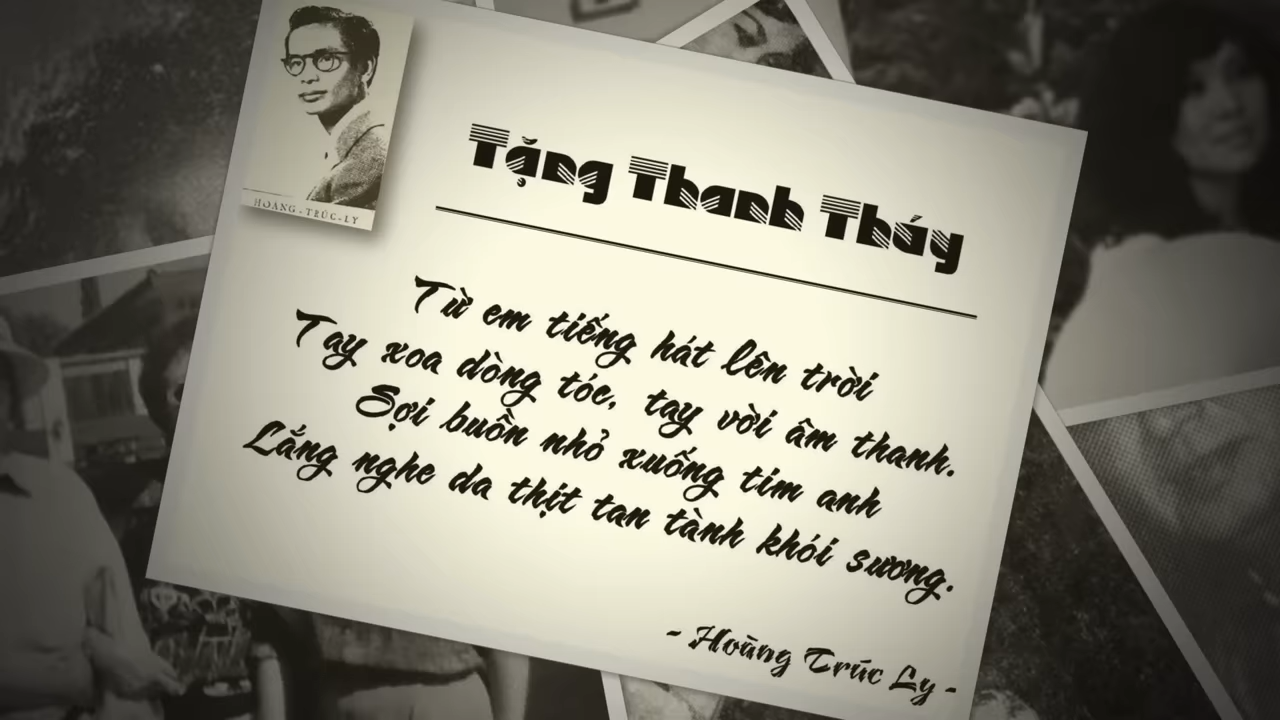 HOÀNG-TRÚC-LY
Tặng Thanh Thúy
Từ em tiếng hát lên trời
Tay xoa dòng tóc, tay vời âm thanh.
Sợi buồn nhỏ xuống tim anh
Lắng nghe da thịt tan tành khói sương.
- Hoàng Trúc Ly -